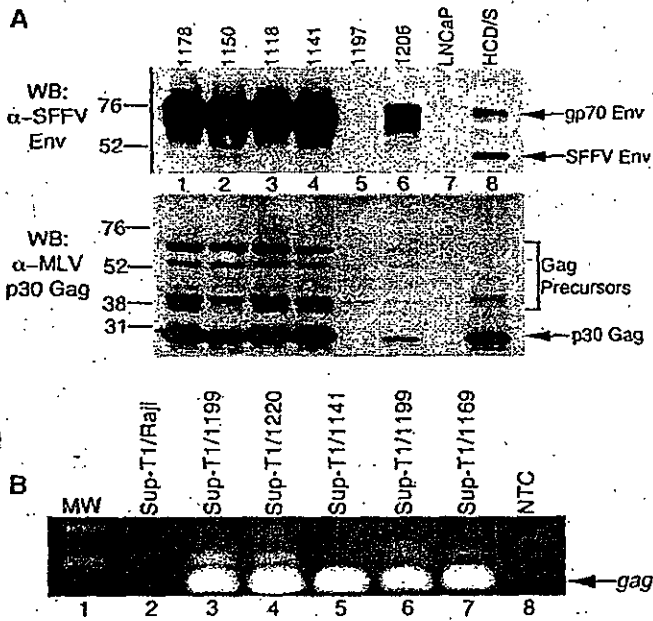 A
1178 1150 1118 1141 1197 1206 LNCaP HCD/S
WB:
α-SFFV
Env
76
52
gp70 Env
SFFV Env
1 2 3 4 5 6 7 8
WB:
α-MLV
p30 Gag
76
52
38
31
Gag
Precursors
p30 Gag
B
MW Sup-T1/Raji Sup-T1/1199 Sup-T1/1220 Sup-T1/1141 Sup-T1/1199 Sup-T1/1169 NTC
gag
1 2 3 4 5 6 7 8